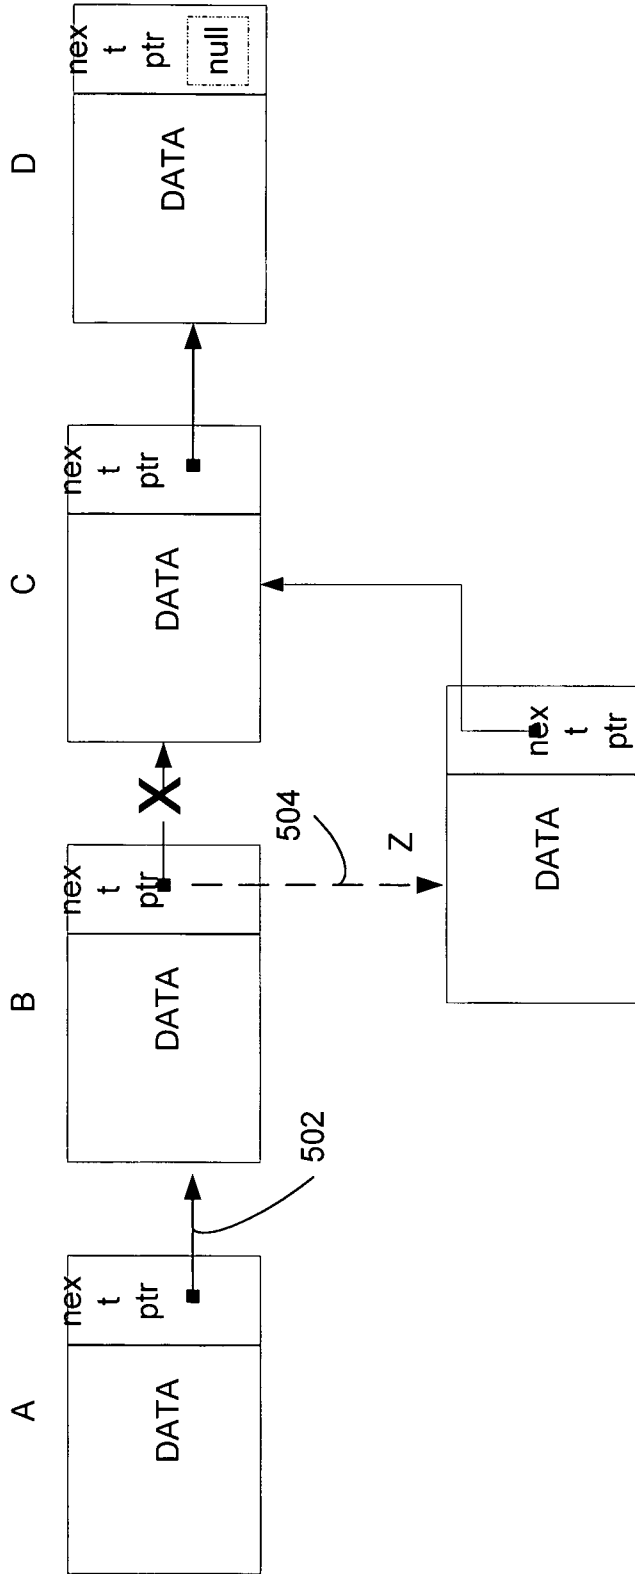 A
B
C
D
DATA
nex
t
ptr
DATA
nex
t
ptr
X
DATA
nex
t
ptr
DATA
nex
t
ptr
null
502
504
Z
DATA
nex
t
ptr